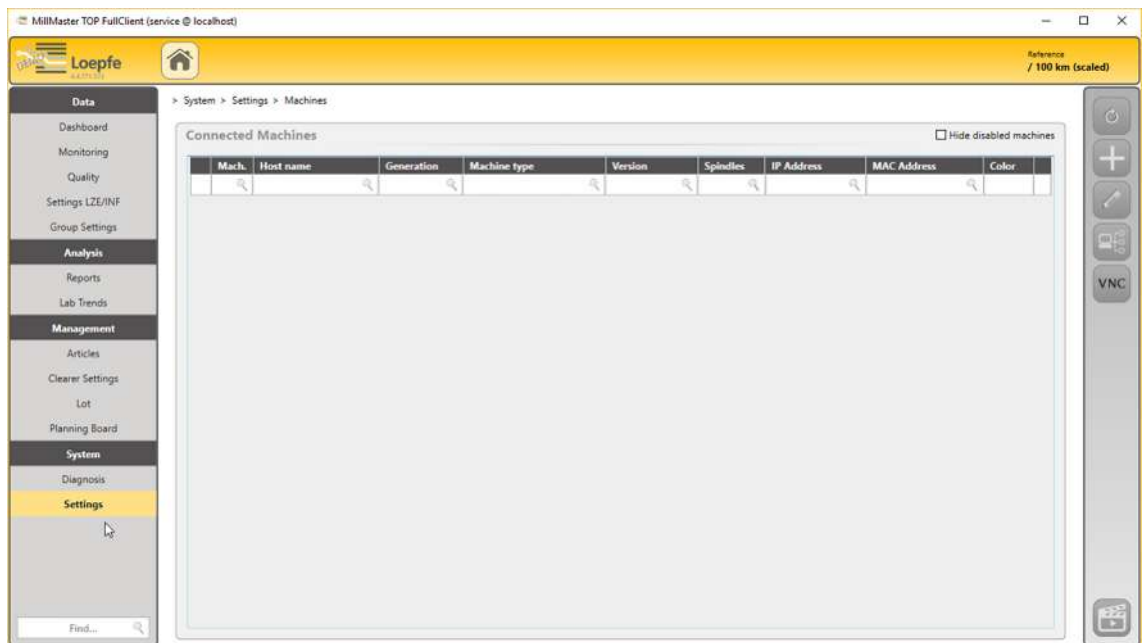 MillMaster TOP FullClient (service @ localhost)
Loepfe
Reference
/ 100 km (scaled)
Data
Dashboard
Monitoring
Quality
Settings LZE/INF
Group Settings
Analysis
Reports
Lab Trends
Management
Articles
Clearer Settings
Lot
Planning Board
System
Diagnosis
Settings
Find...
> System > Settings > Machines
Connected Machines
Hide disabled machines
Mach. Host name Generation Machine type Version Spindles IP Address MAC Address Color
VNC